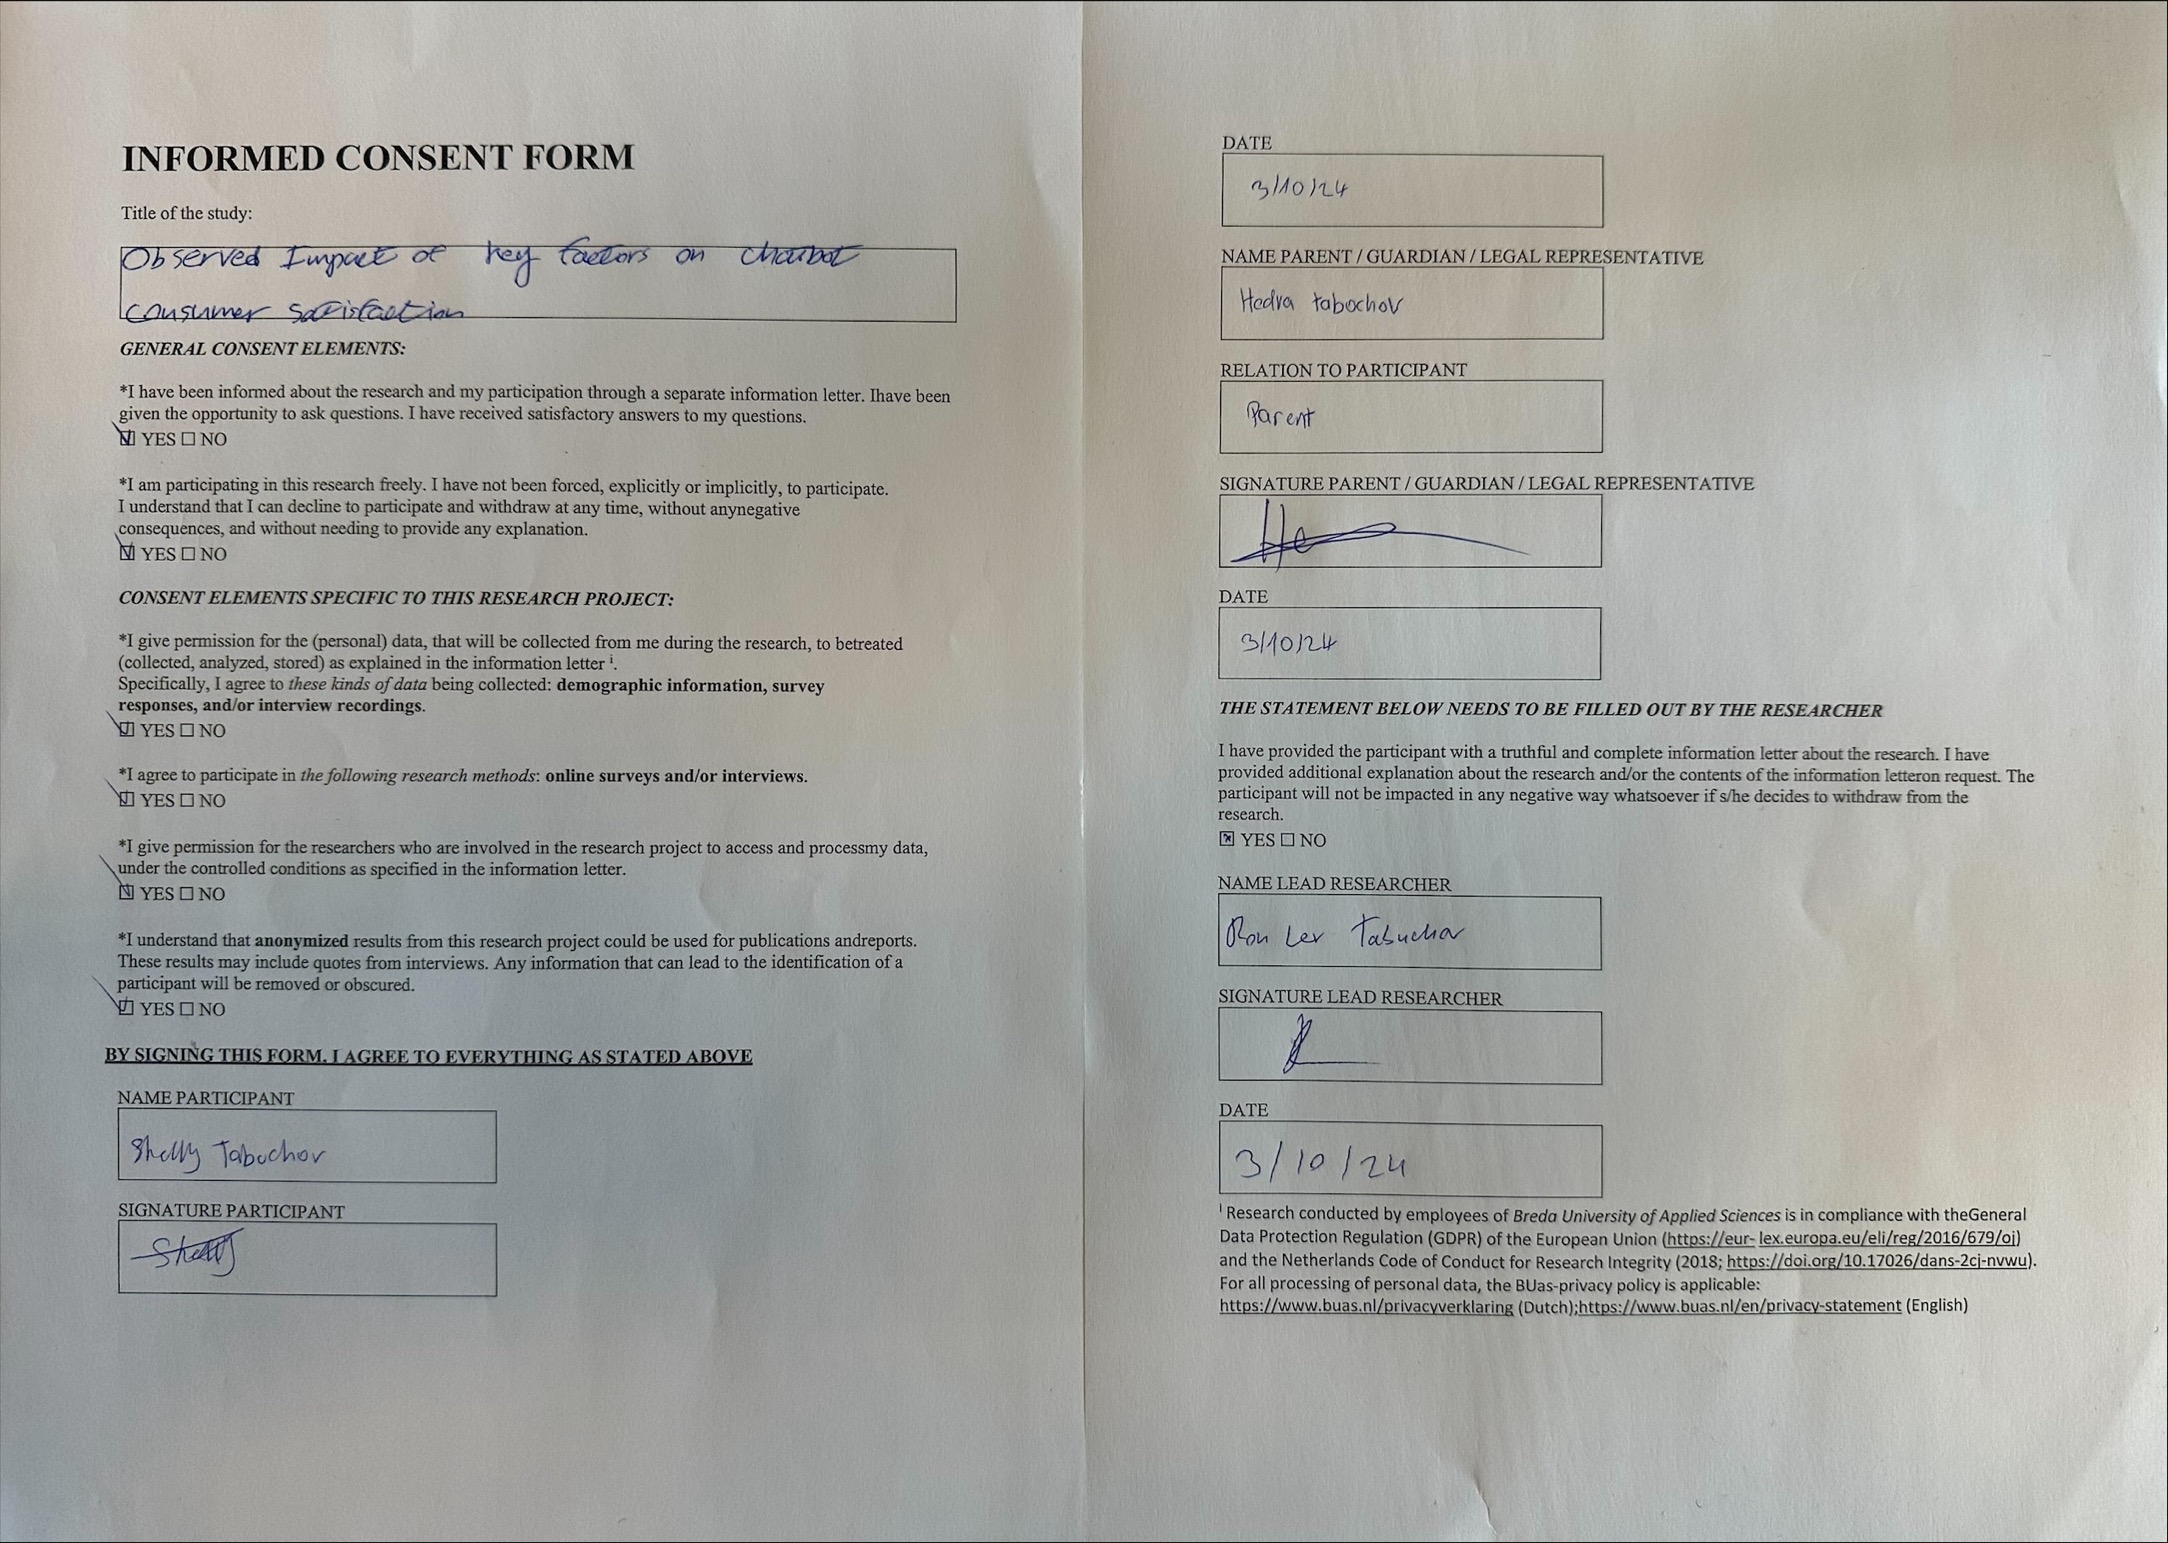 INFORMED CONSENT FORM
Title of the study:
Observed Impact of key factors on chatbot
consumer satisfaction
GENERAL CONSENT ELEMENTS:
*I have been informed about the research and my participation through a separate information letter. Ihave been
given the opportunity to ask questions. I have received satisfactory answers to my questions.
☑ YES ☐ NO
*I am participating in this research freely. I have not been forced, explicitly or implicitly, to participate.
I understand that I can decline to participate and withdraw at any time, without anynegative
consequences, and without needing to provide any explanation.
☑ YES ☐ NO
CONSENT ELEMENTS SPECIFIC TO THIS RESEARCH PROJECT:
*I give permission for the (personal) data, that will be collected from me during the research, to betreated
(collected, analyzed, stored) as explained in the information letter i.
Specifically, I agree to these kinds of data being collected: demographic information, survey
responses, and/or interview recordings.
☑ YES ☐ NO
*I agree to participate in the following research methods: online surveys and/or interviews.
☑ YES ☐ NO
*I give permission for the researchers who are involved in the research project to access and processmy data,
under the controlled conditions as specified in the information letter.
☑ YES ☐ NO
*I understand that anonymized results from this research project could be used for publications andreports.
These results may include quotes from interviews. Any information that can lead to the identification of a
participant will be removed or obscured.
☑ YES ☐ NO
BY SIGNING THIS FORM, I AGREE TO EVERYTHING AS STATED ABOVE
NAME PARTICIPANT
Shelly Tabuchov
SIGNATURE PARTICIPANT
Shelly
DATE
3/10/24
NAME PARENT / GUARDIAN / LEGAL REPRESENTATIVE
Hedva tabochov
RELATION TO PARTICIPANT
Parent
SIGNATURE PARENT / GUARDIAN / LEGAL REPRESENTATIVE
DATE
3/10/24
THE STATEMENT BELOW NEEDS TO BE FILLED OUT BY THE RESEARCHER
I have provided the participant with a truthful and complete information letter about the research. I have
provided additional explanation about the research and/or the contents of the information letteron request. The
participant will not be impacted in any negative way whatsoever if s/he decides to withdraw from the
research.
☒ YES ☐ NO
NAME LEAD RESEARCHER
Ron Lev Tabuchov
SIGNATURE LEAD RESEARCHER
DATE
3/10/24
i Research conducted by employees of Breda University of Applied Sciences is in compliance with theGeneral
Data Protection Regulation (GDPR) of the European Union (https://eur- lex.europa.eu/eli/reg/2016/679/oj)
and the Netherlands Code of Conduct for Research Integrity (2018; https://doi.org/10.17026/dans-2cj-nvwu).
For all processing of personal data, the BUas-privacy policy is applicable:
https://www.buas.nl/privacyverklaring (Dutch);https://www.buas.nl/en/privacy-statement (English)